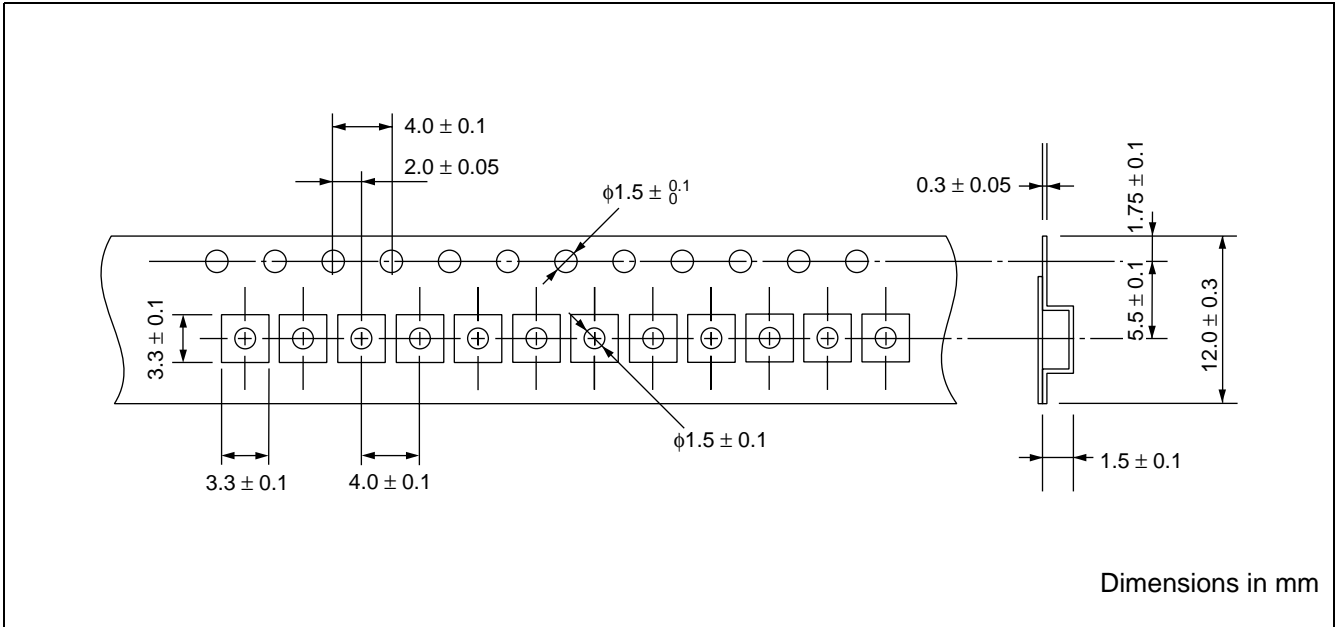 4.0 ± 0.1
2.0 ± 0.05
ϕ1.5 ± 0.1 0
0.3 ± 0.05
1.75 ± 0.1
3.3 ± 0.1
5.5 ± 0.1
12.0 ± 0.3
ϕ1.5 ± 0.1
3.3 ± 0.1
4.0 ± 0.1
1.5 ± 0.1
Dimensions in mm